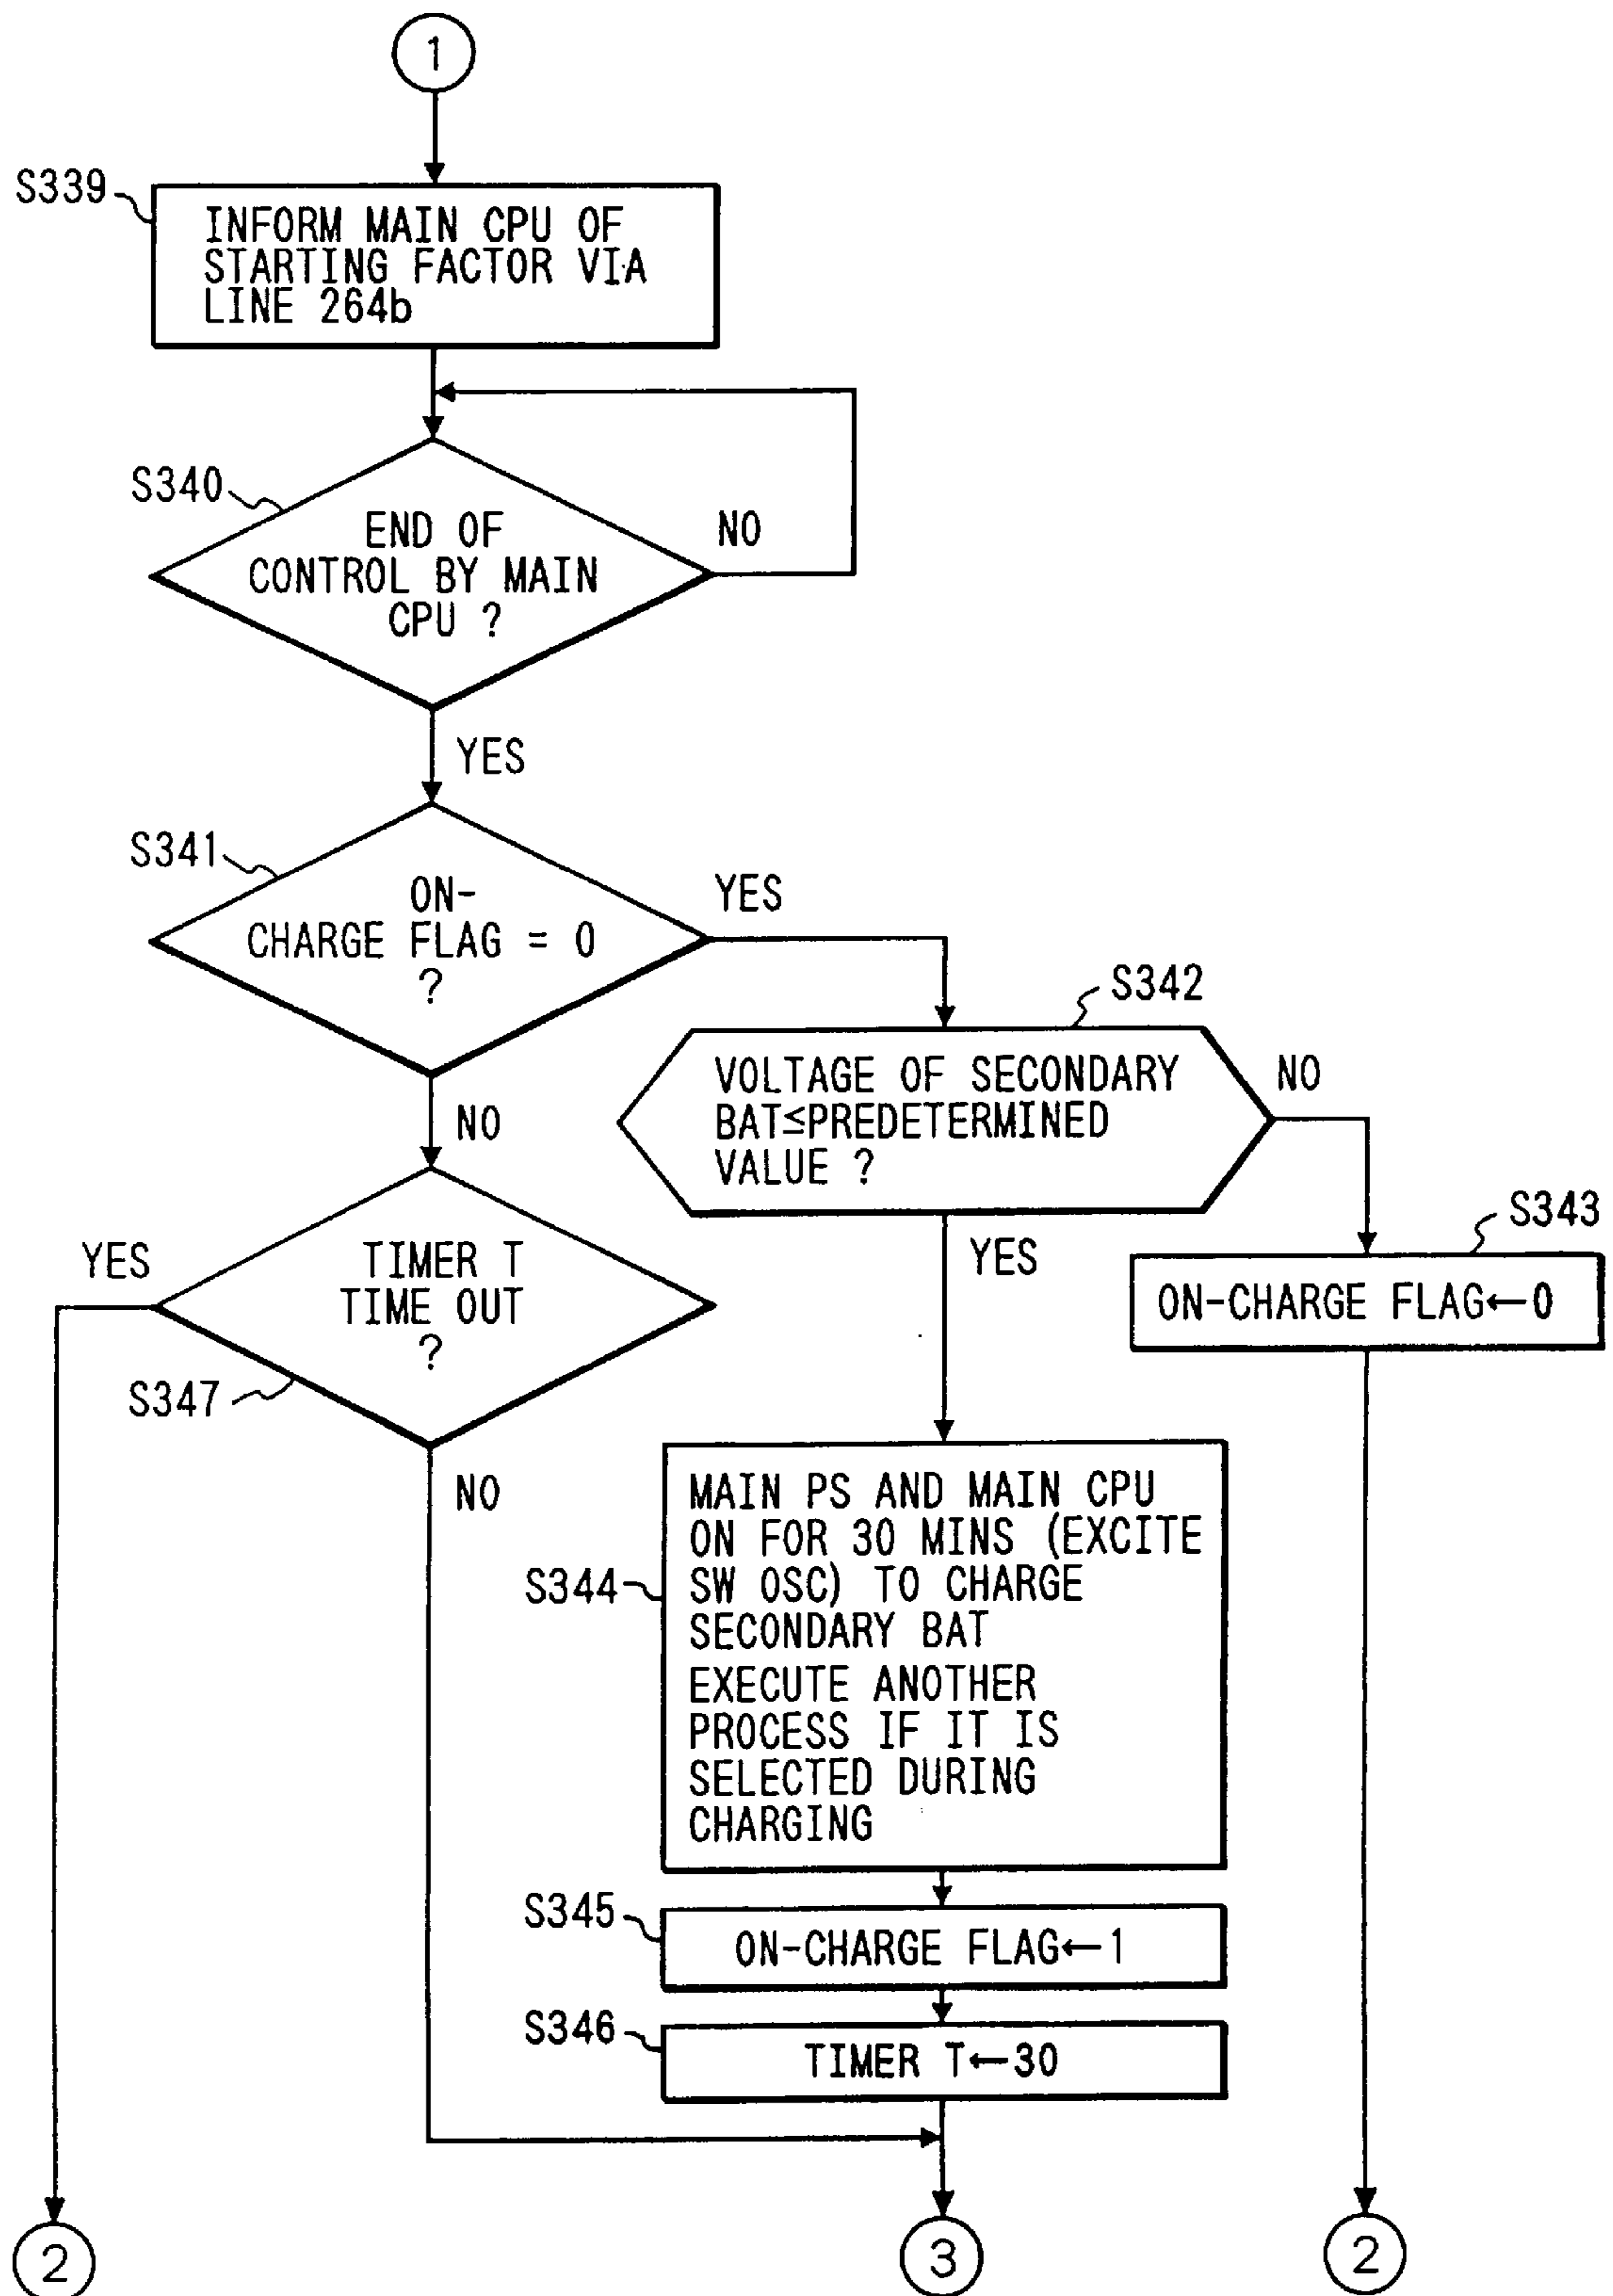 1
S339
INFORM MAIN CPU OF
STARTING FACTOR VIA
LINE 264b
S340
END OF
CONTROL BY MAIN
CPU ?
NO
YES
S341
ON-
CHARGE FLAG = 0
?
YES
NO
S342
VOLTAGE OF SECONDARY
BAT≤PREDETERMINED
VALUE ?
NO
YES
S343
ON-CHARGE FLAG←0
YES
TIMER T
TIME OUT
?
S347
NO
S344
MAIN PS AND MAIN CPU
ON FOR 30 MINS (EXCITE
SW OSC) TO CHARGE
SECONDARY BAT
EXECUTE ANOTHER
PROCESS IF IT IS
SELECTED DURING
CHARGING
S345
ON-CHARGE FLAG←1
S346
TIMER T←30
2
3
2